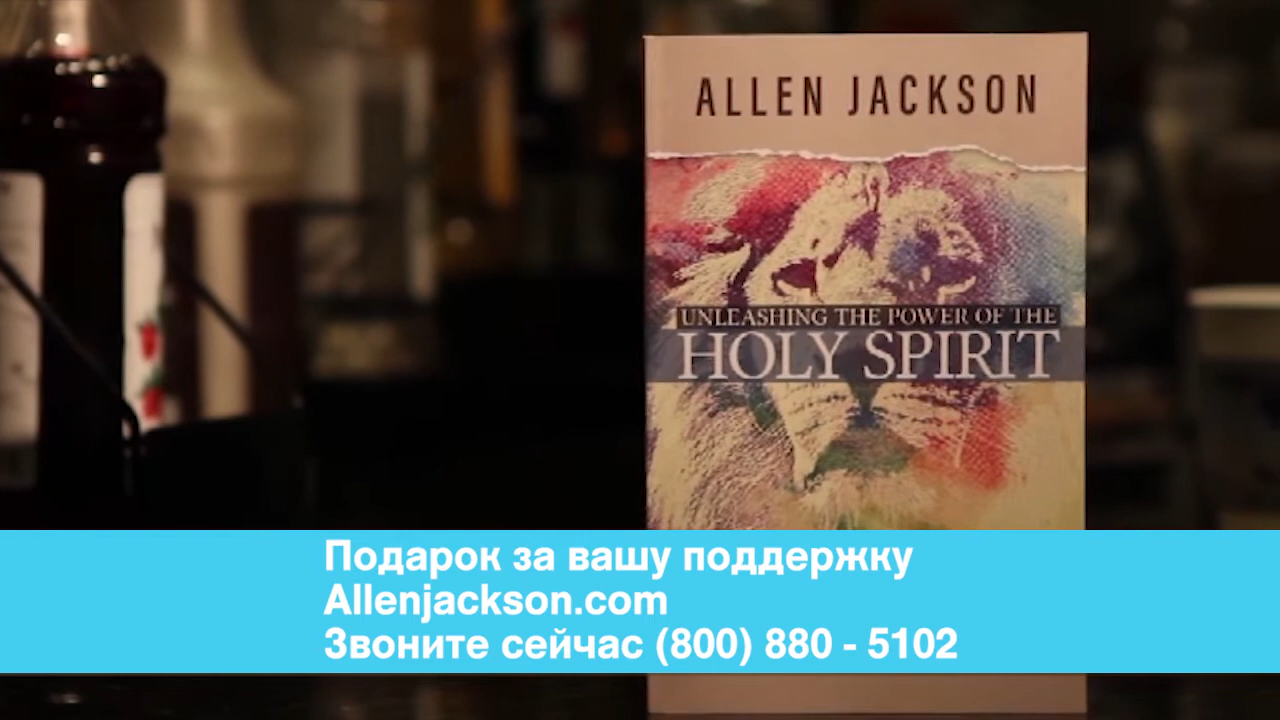 ALLEN JACKSON
UNLEASHING THE POWER OF THE
HOLY SPIRIT
Подарок за вашу поддержку
Allenjackson.com
Звоните сейчас (800) 880 - 5102